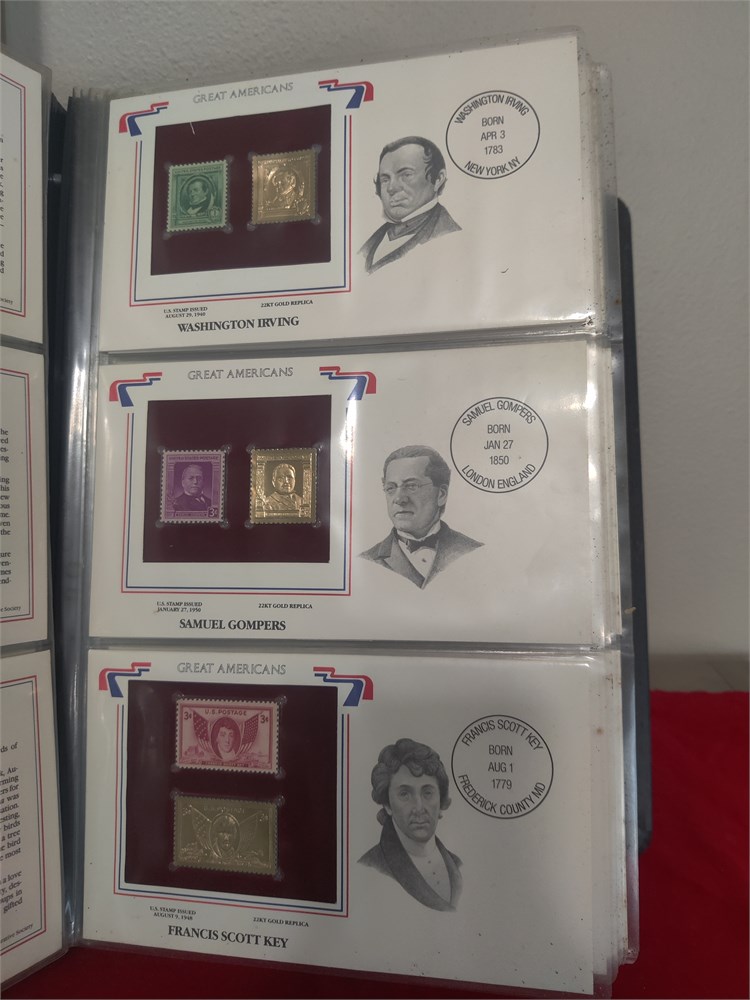 GREAT AMERICANS
WASHINGTON IRVING
BORN
APR 3
1783
NEW YORK NY
U.S. STAMP ISSUED
AUGUST 29, 1940
22KT GOLD REPLICA
WASHINGTON IRVING
GREAT AMERICANS
SAMUEL GOMPERS
BORN
JAN 27
1850
LONDON ENGLAND
3¢
U.S. STAMP ISSUED
JANUARY 27, 1950
22KT GOLD REPLICA
SAMUEL GOMPERS
GREAT AMERICANS
3¢ U.S. POSTAGE 3¢
FRANCIS SCOTT KEY
BORN
AUG 1
1779
FREDERICK COUNTY MD
U.S. STAMP ISSUED
AUGUST 9, 1948
22KT GOLD REPLICA
FRANCIS SCOTT KEY